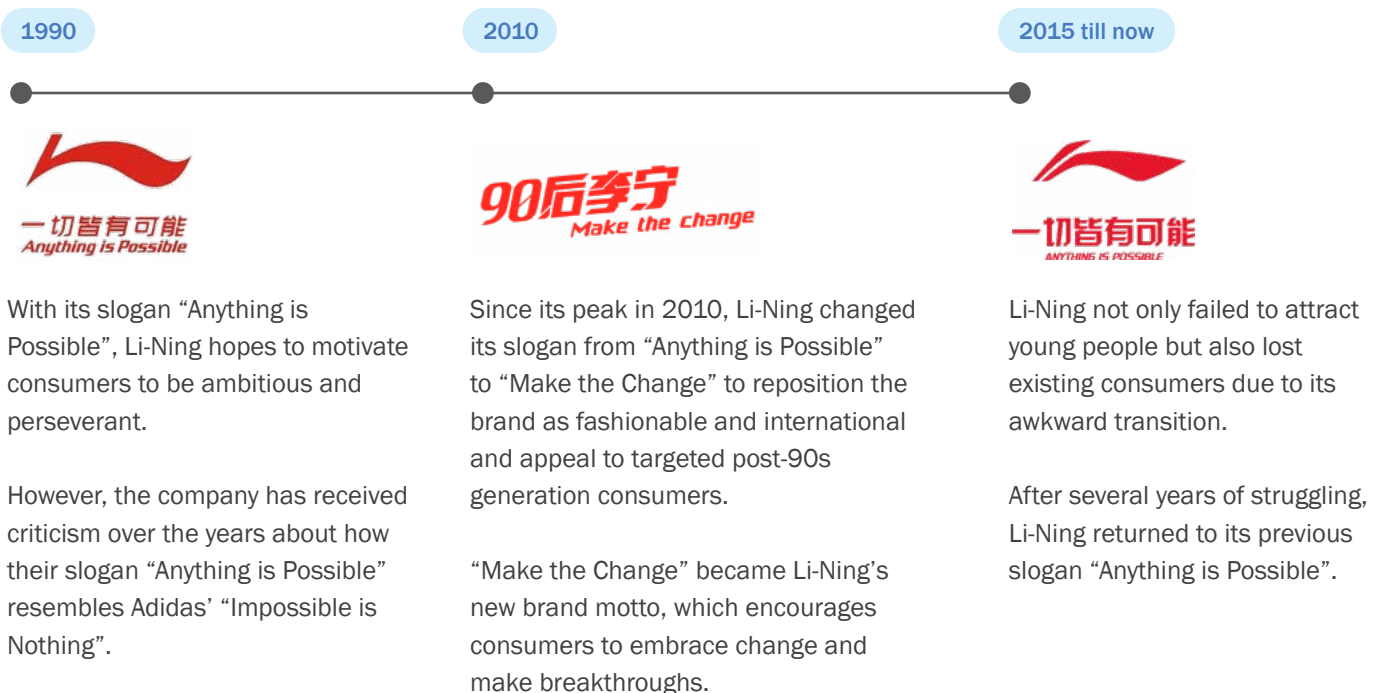 1990
2010
2015 till now
一切皆有可能
Anything is Possible
90后李宁
Make the change
一切皆有可能
ANYTHING IS POSSIBLE
With its slogan “Anything is
Possible”, Li-Ning hopes to motivate
consumers to be ambitious and
perseverant.
However, the company has received
criticism over the years about how
their slogan “Anything is Possible”
resembles Adidas’ “Impossible is
Nothing”.
Since its peak in 2010, Li-Ning changed
its slogan from “Anything is Possible”
to “Make the Change” to reposition the
brand as fashionable and international
and appeal to targeted post-90s
generation consumers.
“Make the Change” became Li-Ning’s
new brand motto, which encourages
consumers to embrace change and
make breakthroughs.
Li-Ning not only failed to attract
young people but also lost
existing consumers due to its
awkward transition.
After several years of struggling,
Li-Ning returned to its previous
slogan “Anything is Possible”.